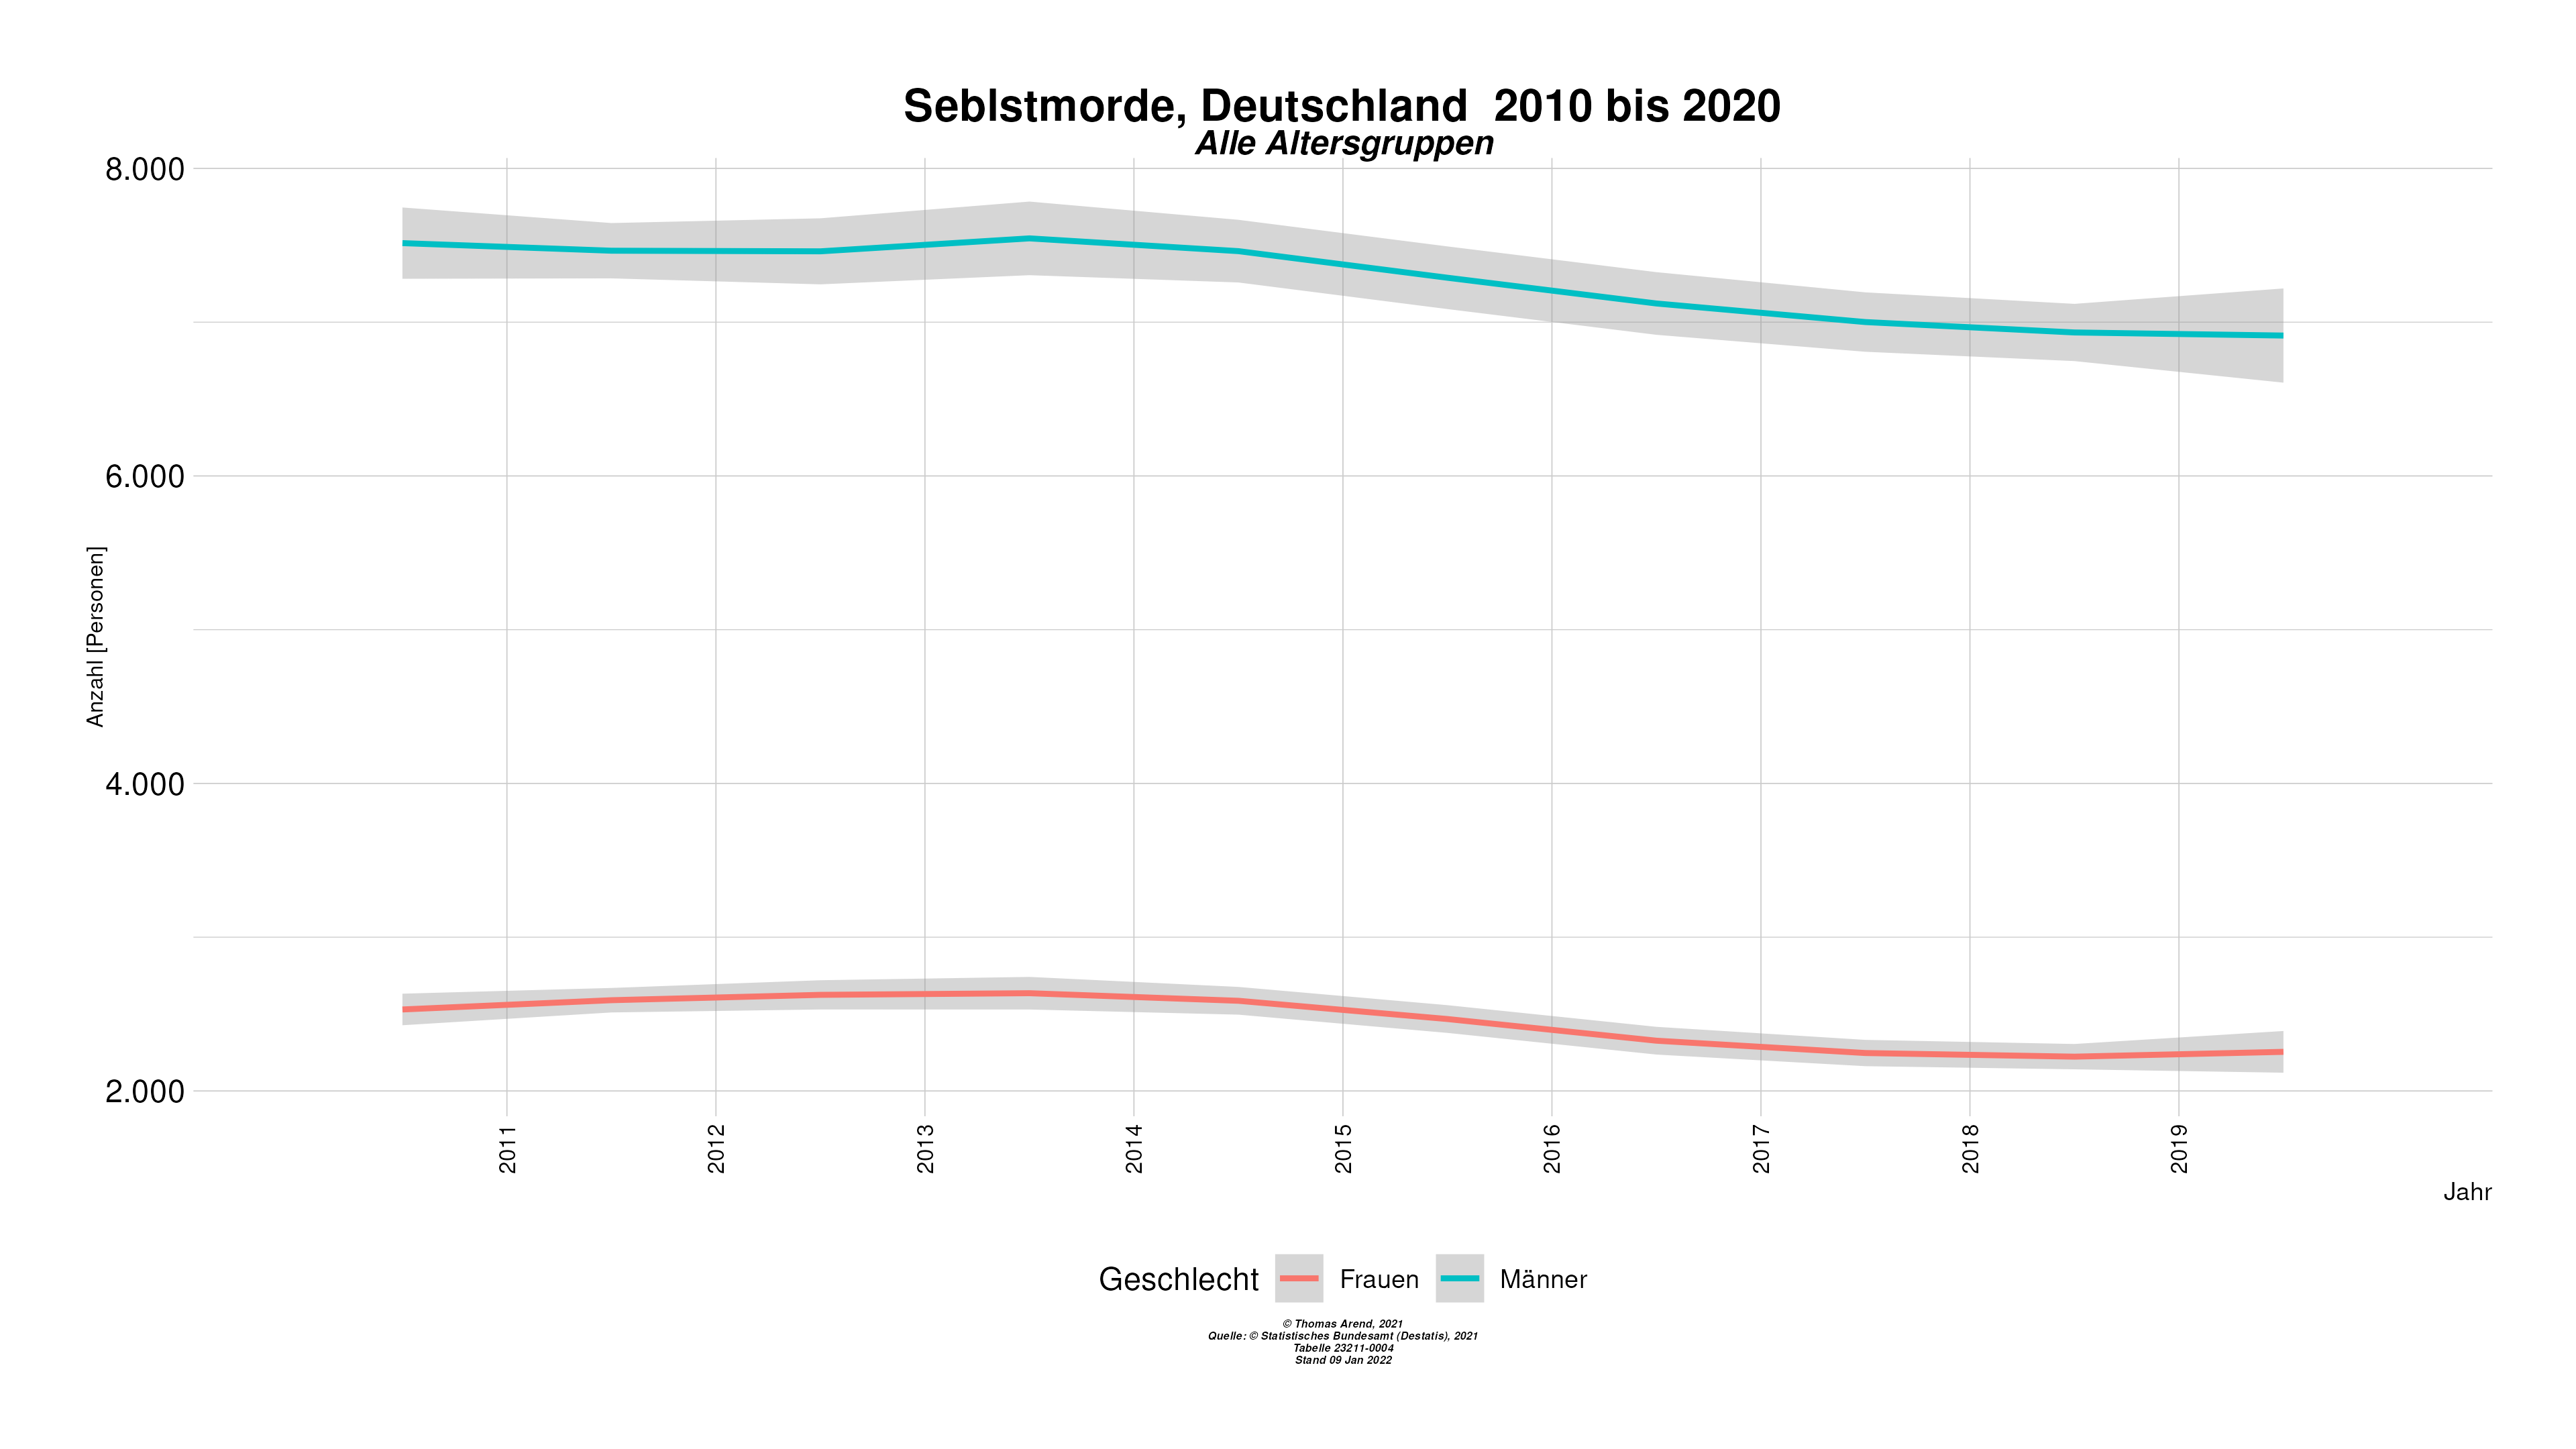 Seblstmorde, Deutschland  2010 bis 2020
Alle Altersgruppen
8.000
6.000
4.000
2.000
Anzahl [Personen]
2011
2012
2013
2014
2015
2016
2017
2018
2019
Jahr
Geschlecht Frauen Männer
© Thomas Arend, 2021
Quelle: © Statistisches Bundesamt (Destatis), 2021
Tabelle 23211-0004
Stand 09 Jan 2022